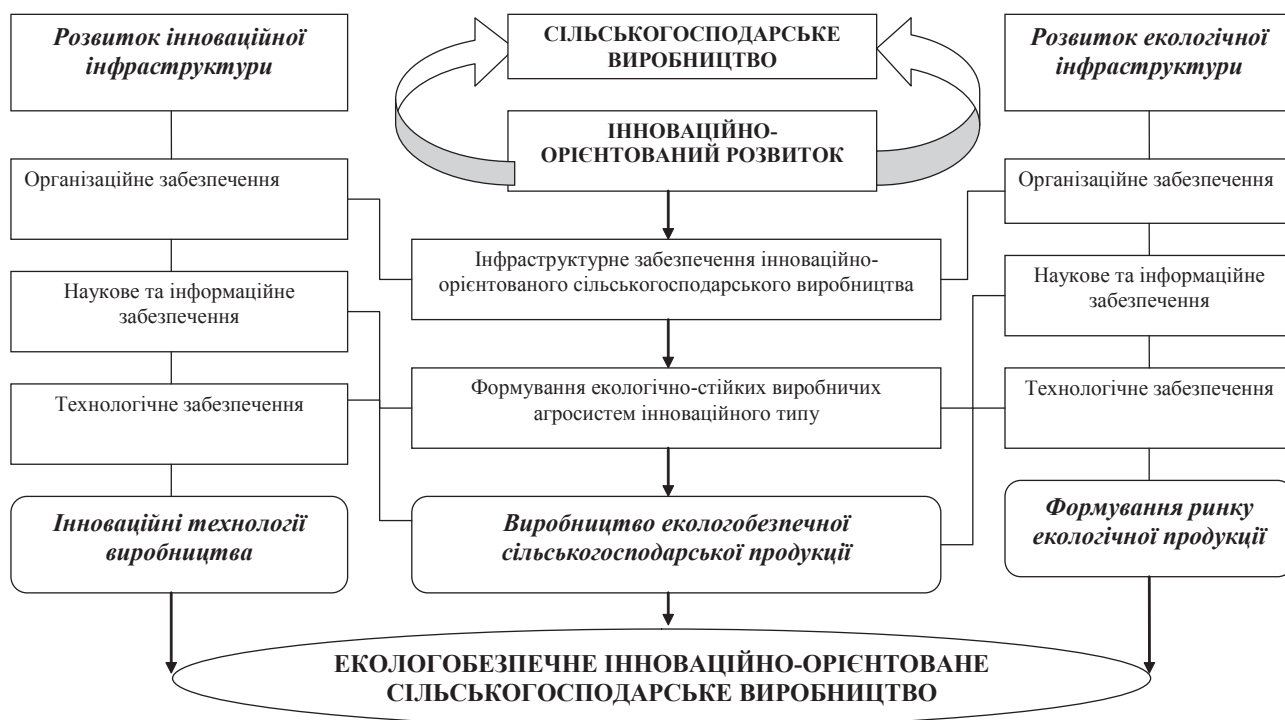 Розвиток інноваційної
інфраструктури
СІЛЬСЬКОГОСПОДАРСЬКЕ
ВИРОБНИЦТВО
Розвиток екологічної
інфраструктури
ІННОВАЦІЙНО-
ОРІЄНТОВАНИЙ РОЗВИТОК
Організаційне забезпечення
Організаційне забезпечення
Інфраструктурне забезпечення інноваційно-
орієнтованого сільськогосподарського виробництва
Наукове та інформаційне
забезпечення
Наукове та інформаційне
забезпечення
Технологічне забезпечення
Формування екологічно-стійких виробничих
агросистем інноваційного типу
Технологічне забезпечення
Інноваційні технології
виробництва
Виробництво екологобезпечної
сільськогосподарської продукції
Формування ринку
екологічної продукції
ЕКОЛОГОБЕЗПЕЧНЕ ІННОВАЦІЙНО-ОРІЄНТОВАНЕ
СІЛЬСЬКОГОСПОДАРСЬКЕ ВИРОБНИЦТВО